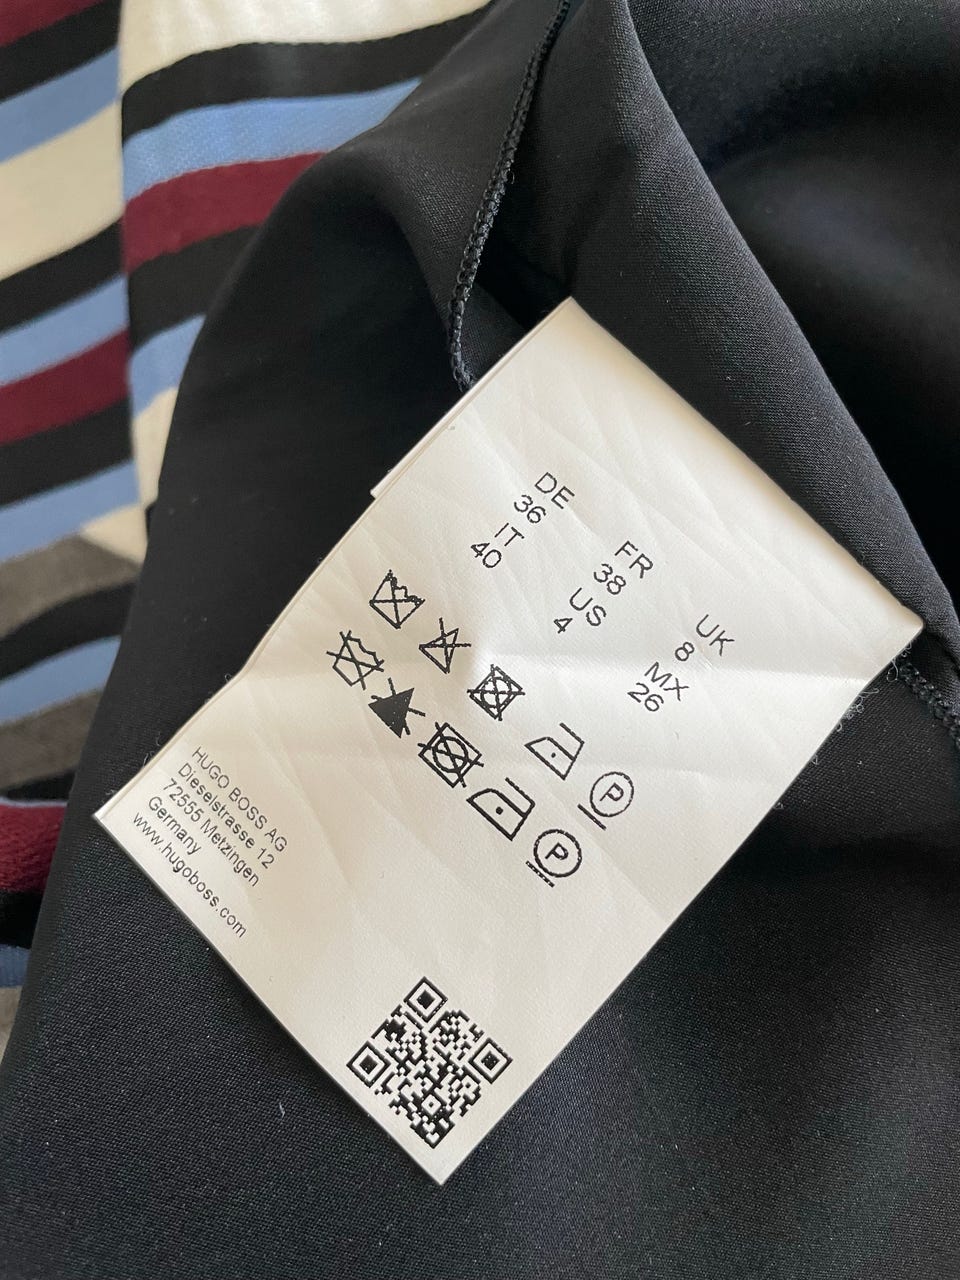 DE FR UK
36 38 8
IT US MX
40 4 26
P
P
HUGO BOSS AG
Dieselstrasse 12
72555 Metzingen
Germany
www.hugoboss.com